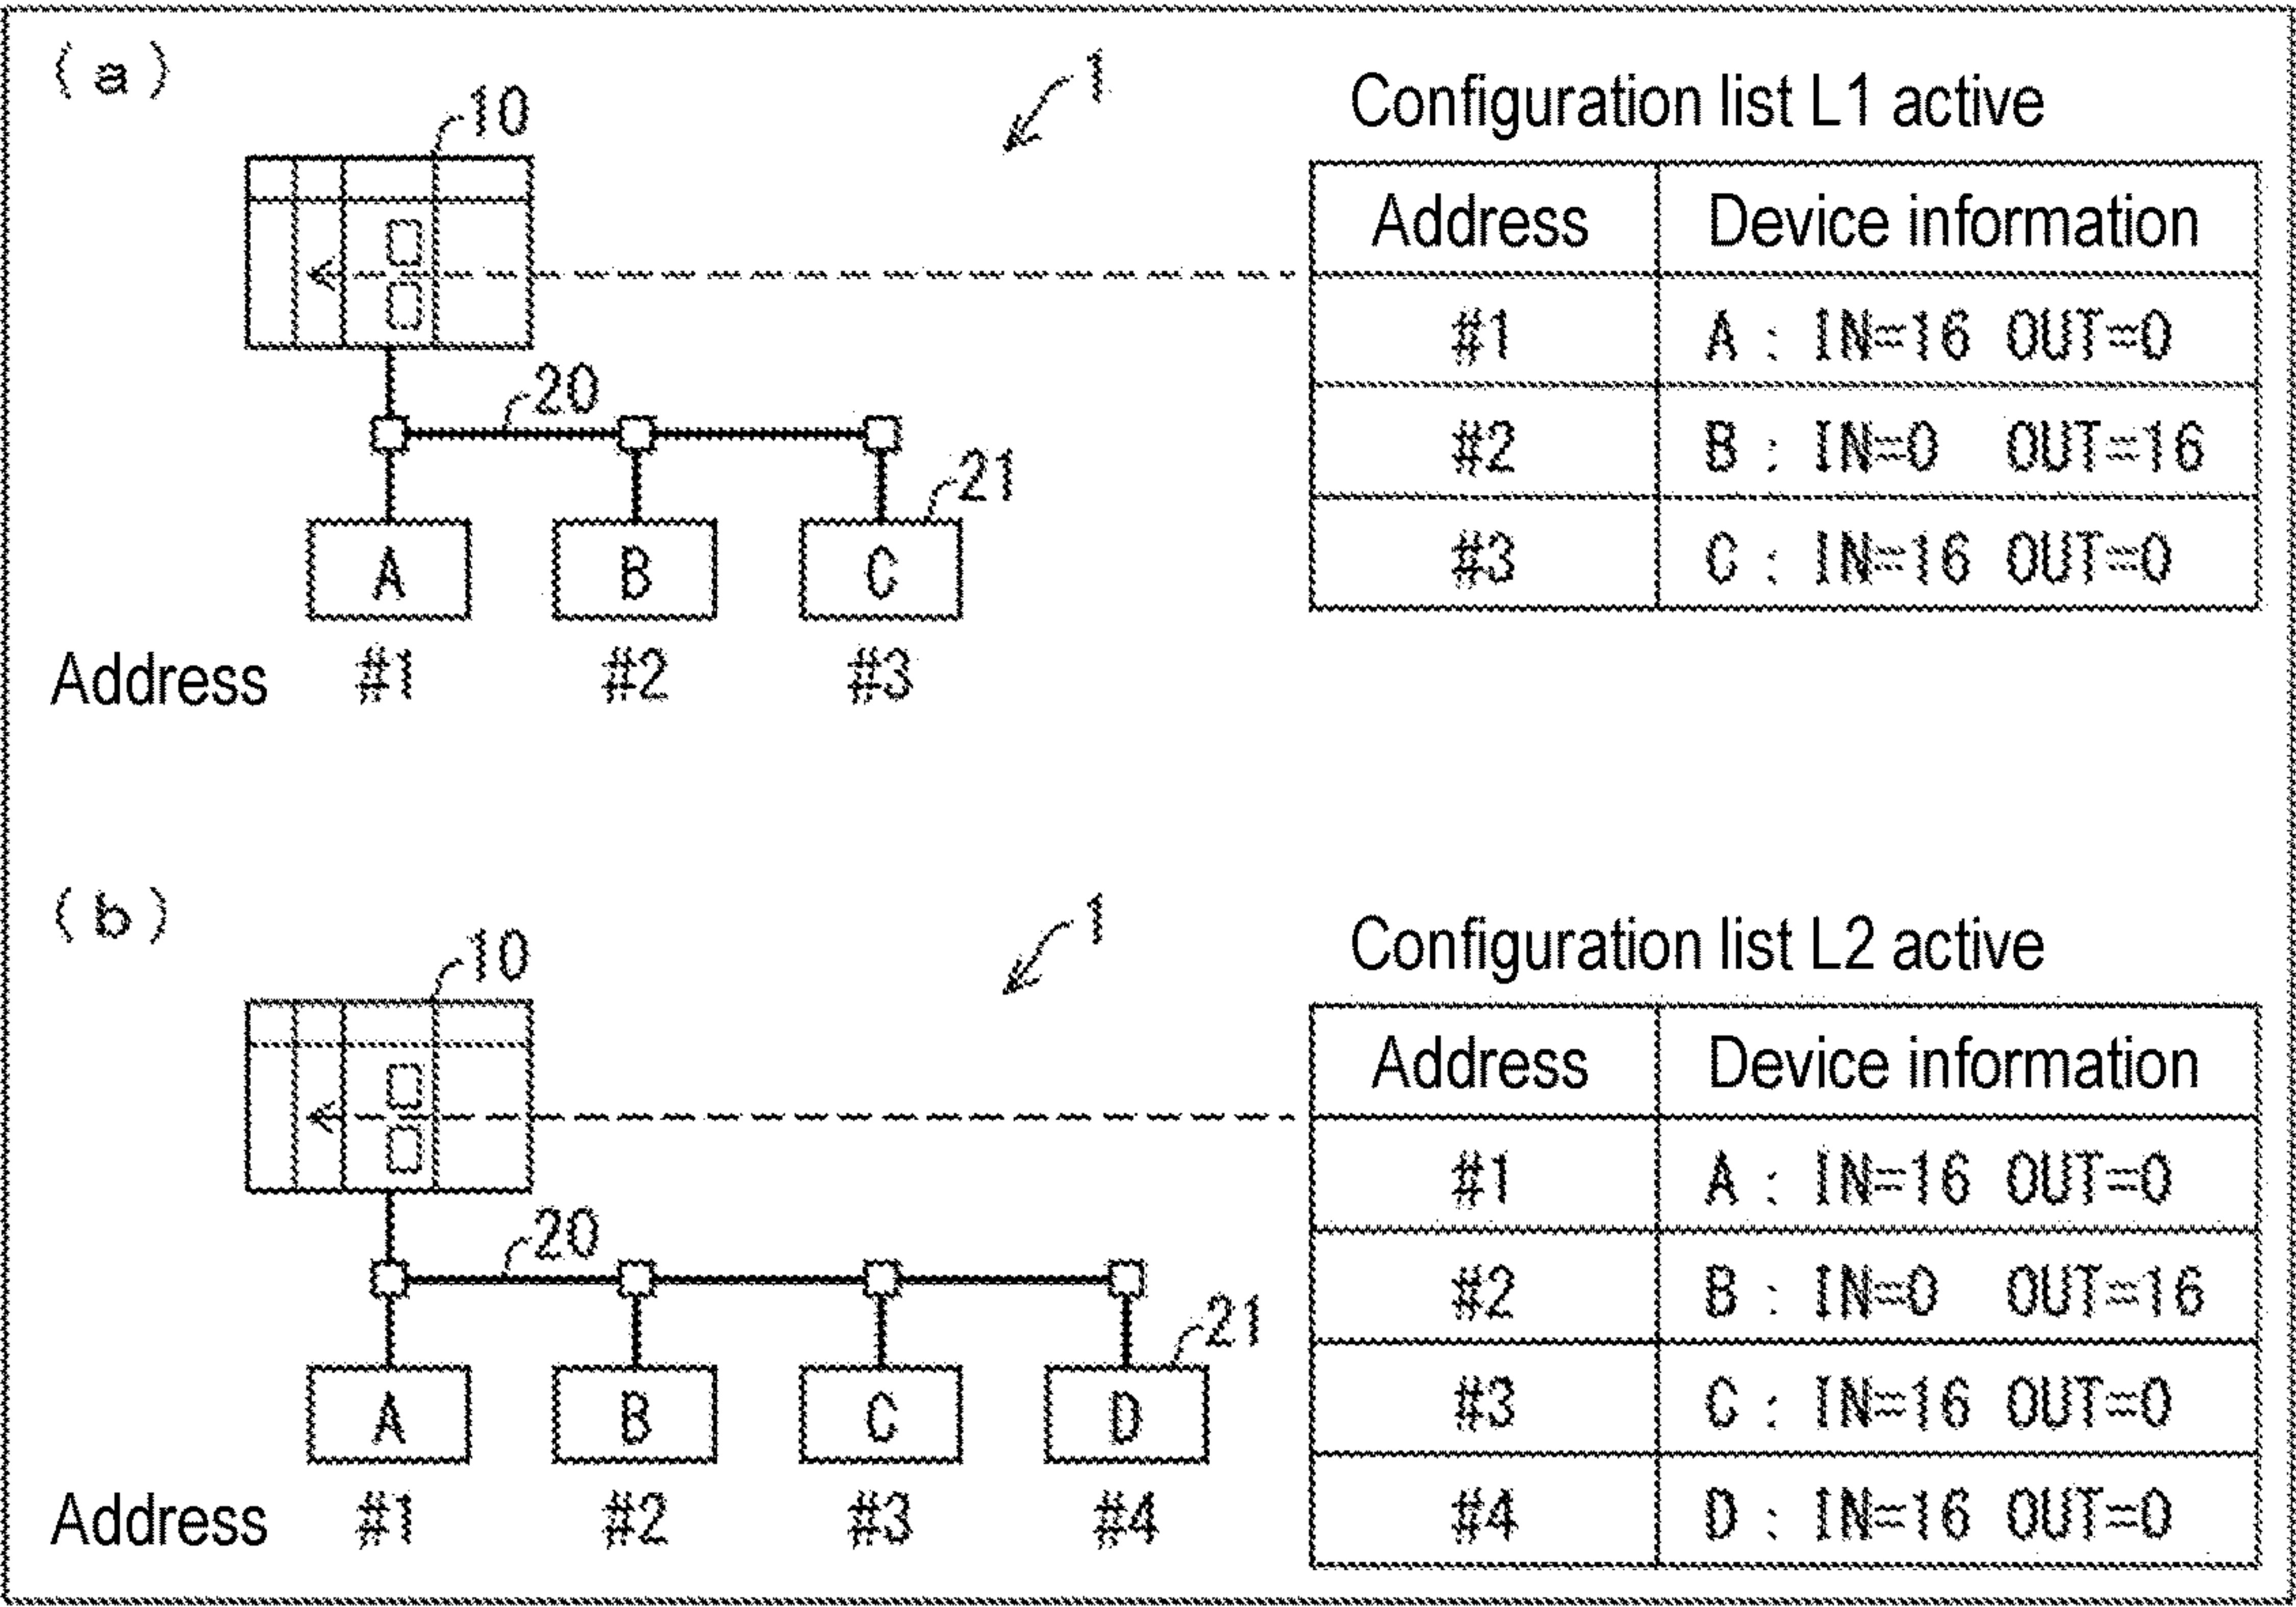 (a)
10
1
Configuration list L1 active
Address Device information
#1 A : IN=16 OUT=0
#2 B : IN=0 OUT=16
#3 C : IN=16 OUT=0
20
21
A B C
Address #1 #2 #3
(b)
10
1
Configuration list L2 active
Address Device information
#1 A : IN=16 OUT=0
#2 B : IN=0 OUT=16
#3 C : IN=16 OUT=0
#4 D : IN=16 OUT=0
20
21
A B C D
Address #1 #2 #3 #4